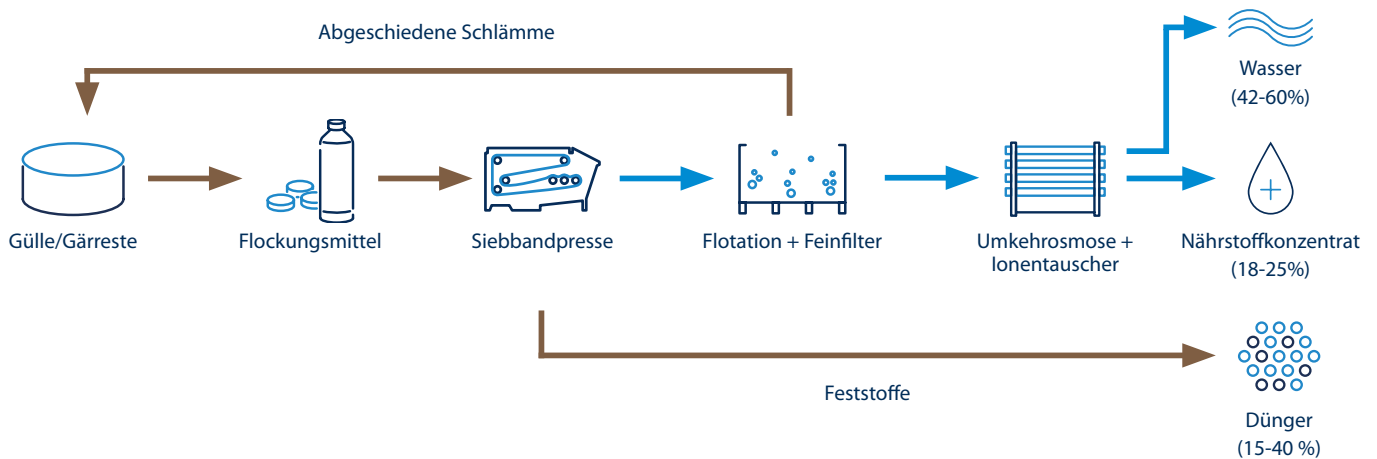 Abgeschiedene Schlämme
Wasser
(42-60%)
Gülle/Gärreste
Flockungsmittel
Siebbandpresse
Flotation + Feinfilter
Umkehrosmose +
Ionentauscher
Nährstoffkonzentrat
(18-25%)
Feststoffe
Dünger
(15-40 %)